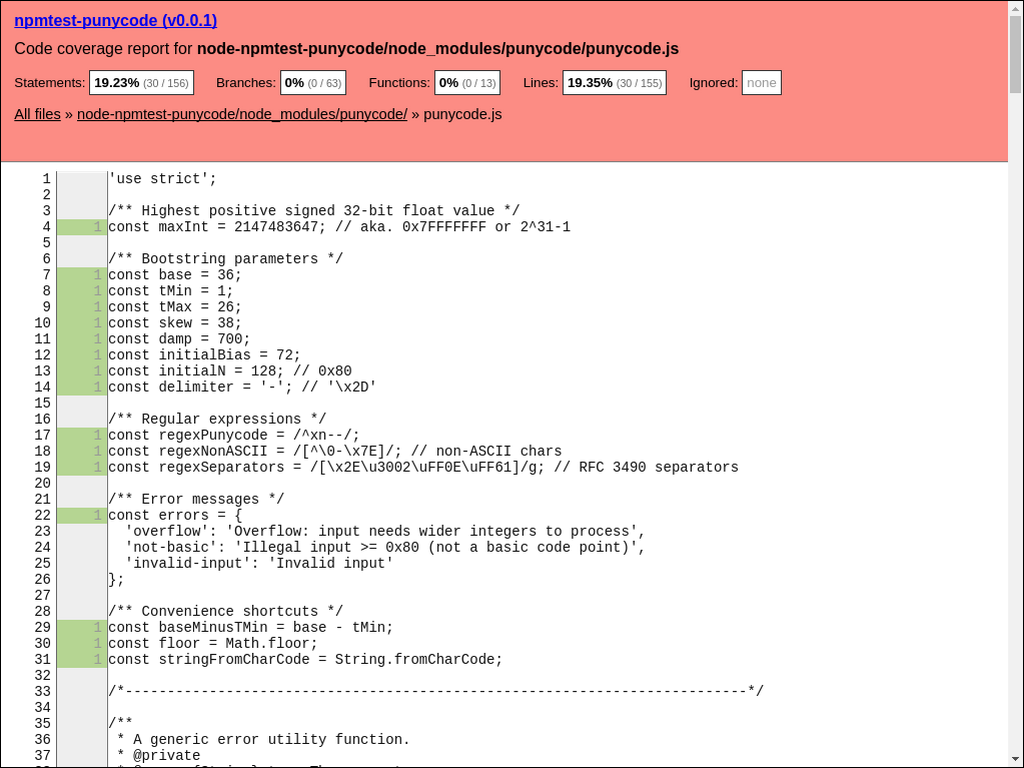 npmtest-punycode (v0.0.1)
Code coverage report for node-npmtest-punycode/node_modules/punycode/punycode.js
Statements: 19.23% (30 / 156) Branches: 0% (0 / 63) Functions: 0% (0 / 13) Lines: 19.35% (30 / 155) Ignored: none
All files » node-npmtest-punycode/node_modules/punycode/ » punycode.js
1 'use strict';
2
3 /** Highest positive signed 32-bit float value */
4 1 const maxInt = 2147483647; // aka. 0x7FFFFFFF or 2^31-1
5
6 /** Bootstring parameters */
7 1 const base = 36;
8 1 const tMin = 1;
9 1 const tMax = 26;
10 1 const skew = 38;
11 1 const damp = 700;
12 1 const initialBias = 72;
13 1 const initialN = 128; // 0x80
14 1 const delimiter = '-'; // '\x2D'
15
16 /** Regular expressions */
17 1 const regexPunycode = /^xn--/;
18 1 const regexNonASCII = /[^\0-\x7E]/; // non-ASCII chars
19 1 const regexSeparators = /[\x2E\u3002\uFF0E\uFF61]/g; // RFC 3490 separators
20
21 /** Error messages */
22 1 const errors = {
23 'overflow': 'Overflow: input needs wider integers to process',
24 'not-basic': 'Illegal input >= 0x80 (not a basic code point)',
25 'invalid-input': 'Invalid input'
26 };
27
28 /** Convenience shortcuts */
29 1 const baseMinusTMin = base - tMin;
30 1 const floor = Math.floor;
31 1 const stringFromCharCode = String.fromCharCode;
32
33 /*--------------------------------------------------------------------------*/
34
35 /**
36 * A generic error utility function.
37 * @private